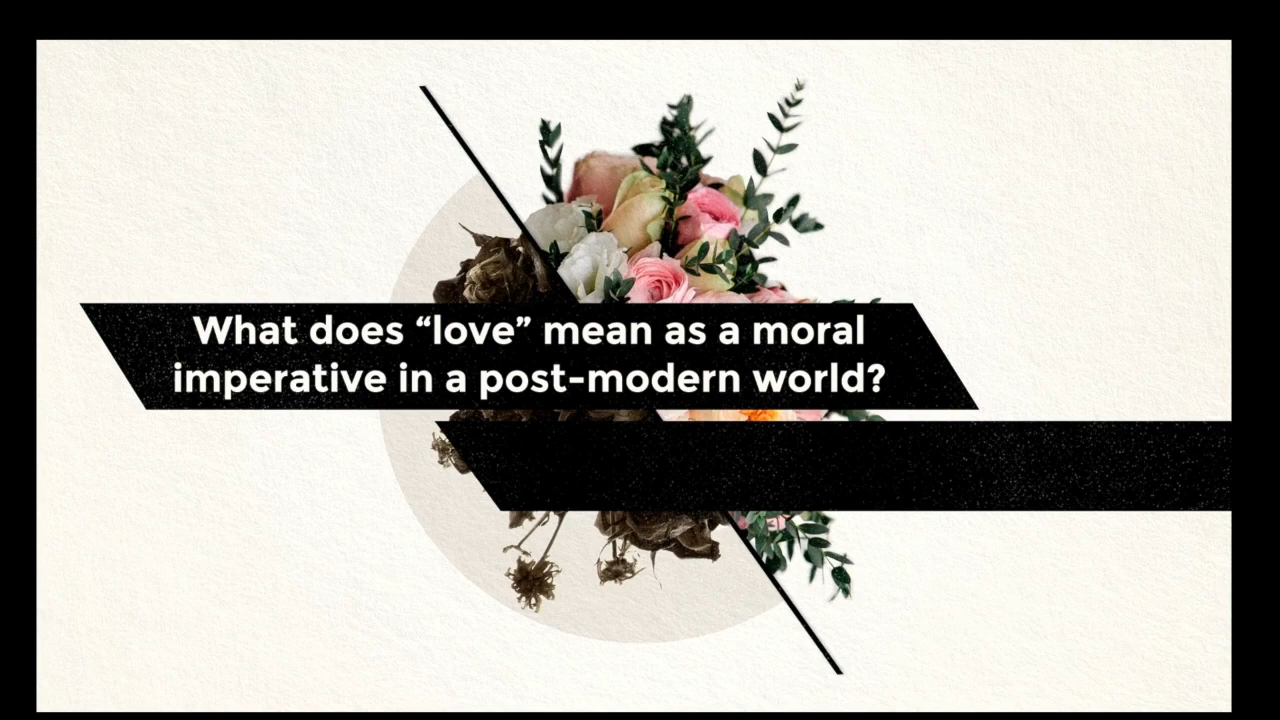 What does “love” mean as a moral
imperative in a post-modern world?